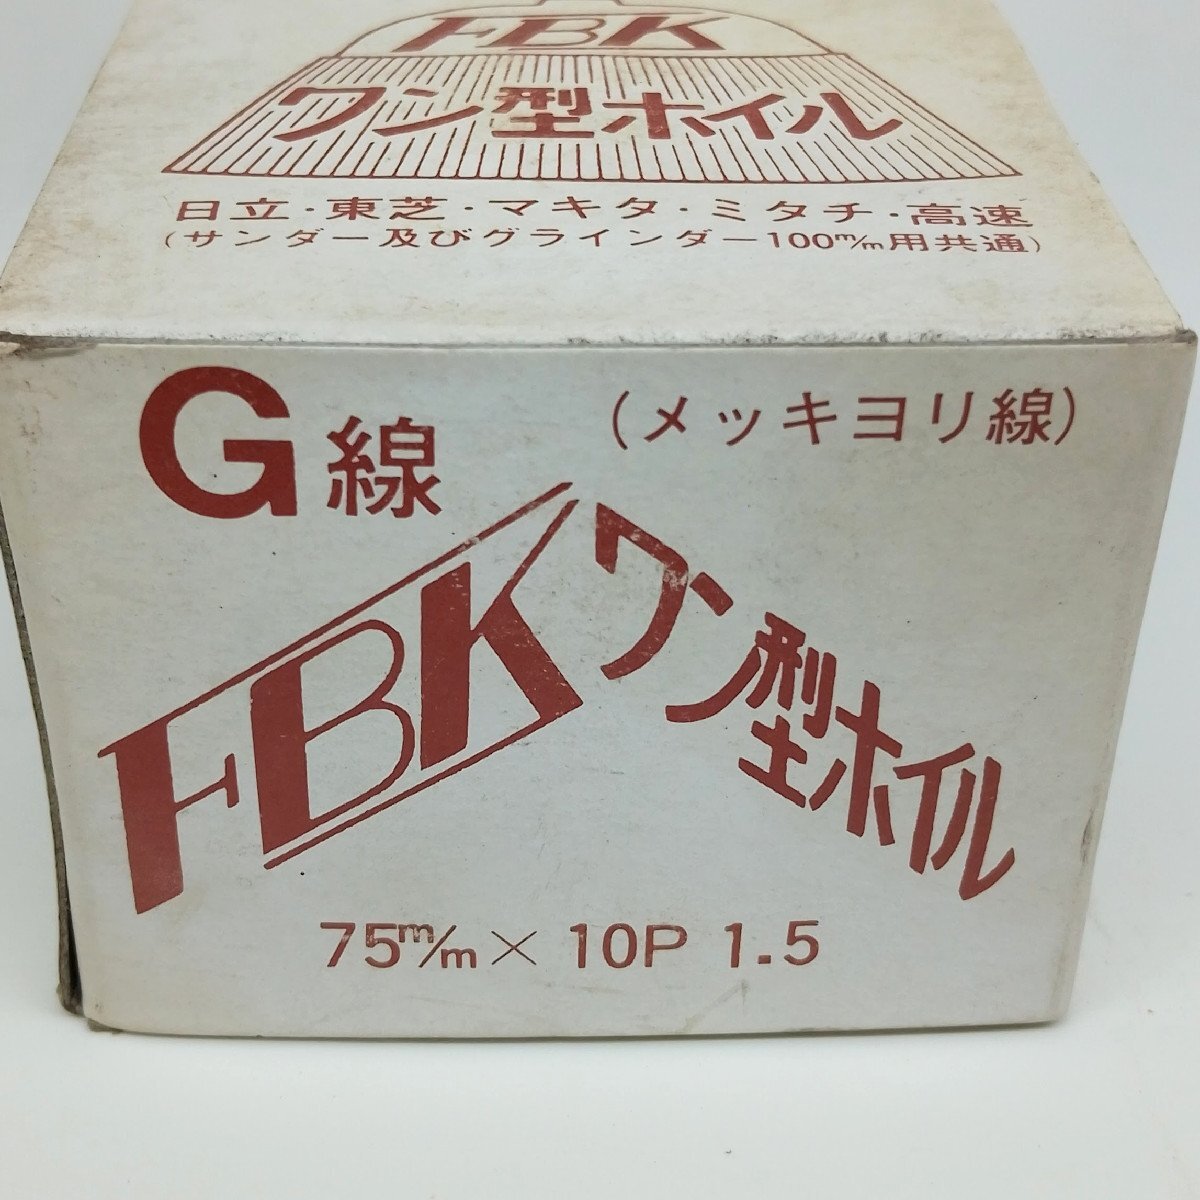 FBK
ワン型ホイル
日立・東芝・マキタ・ミタチ・高速
(サンダー及びグラインダー100m/m用共通)
G線 (メッキヨリ線)
FBKワン型ホイル
75m/m× 10P 1.5